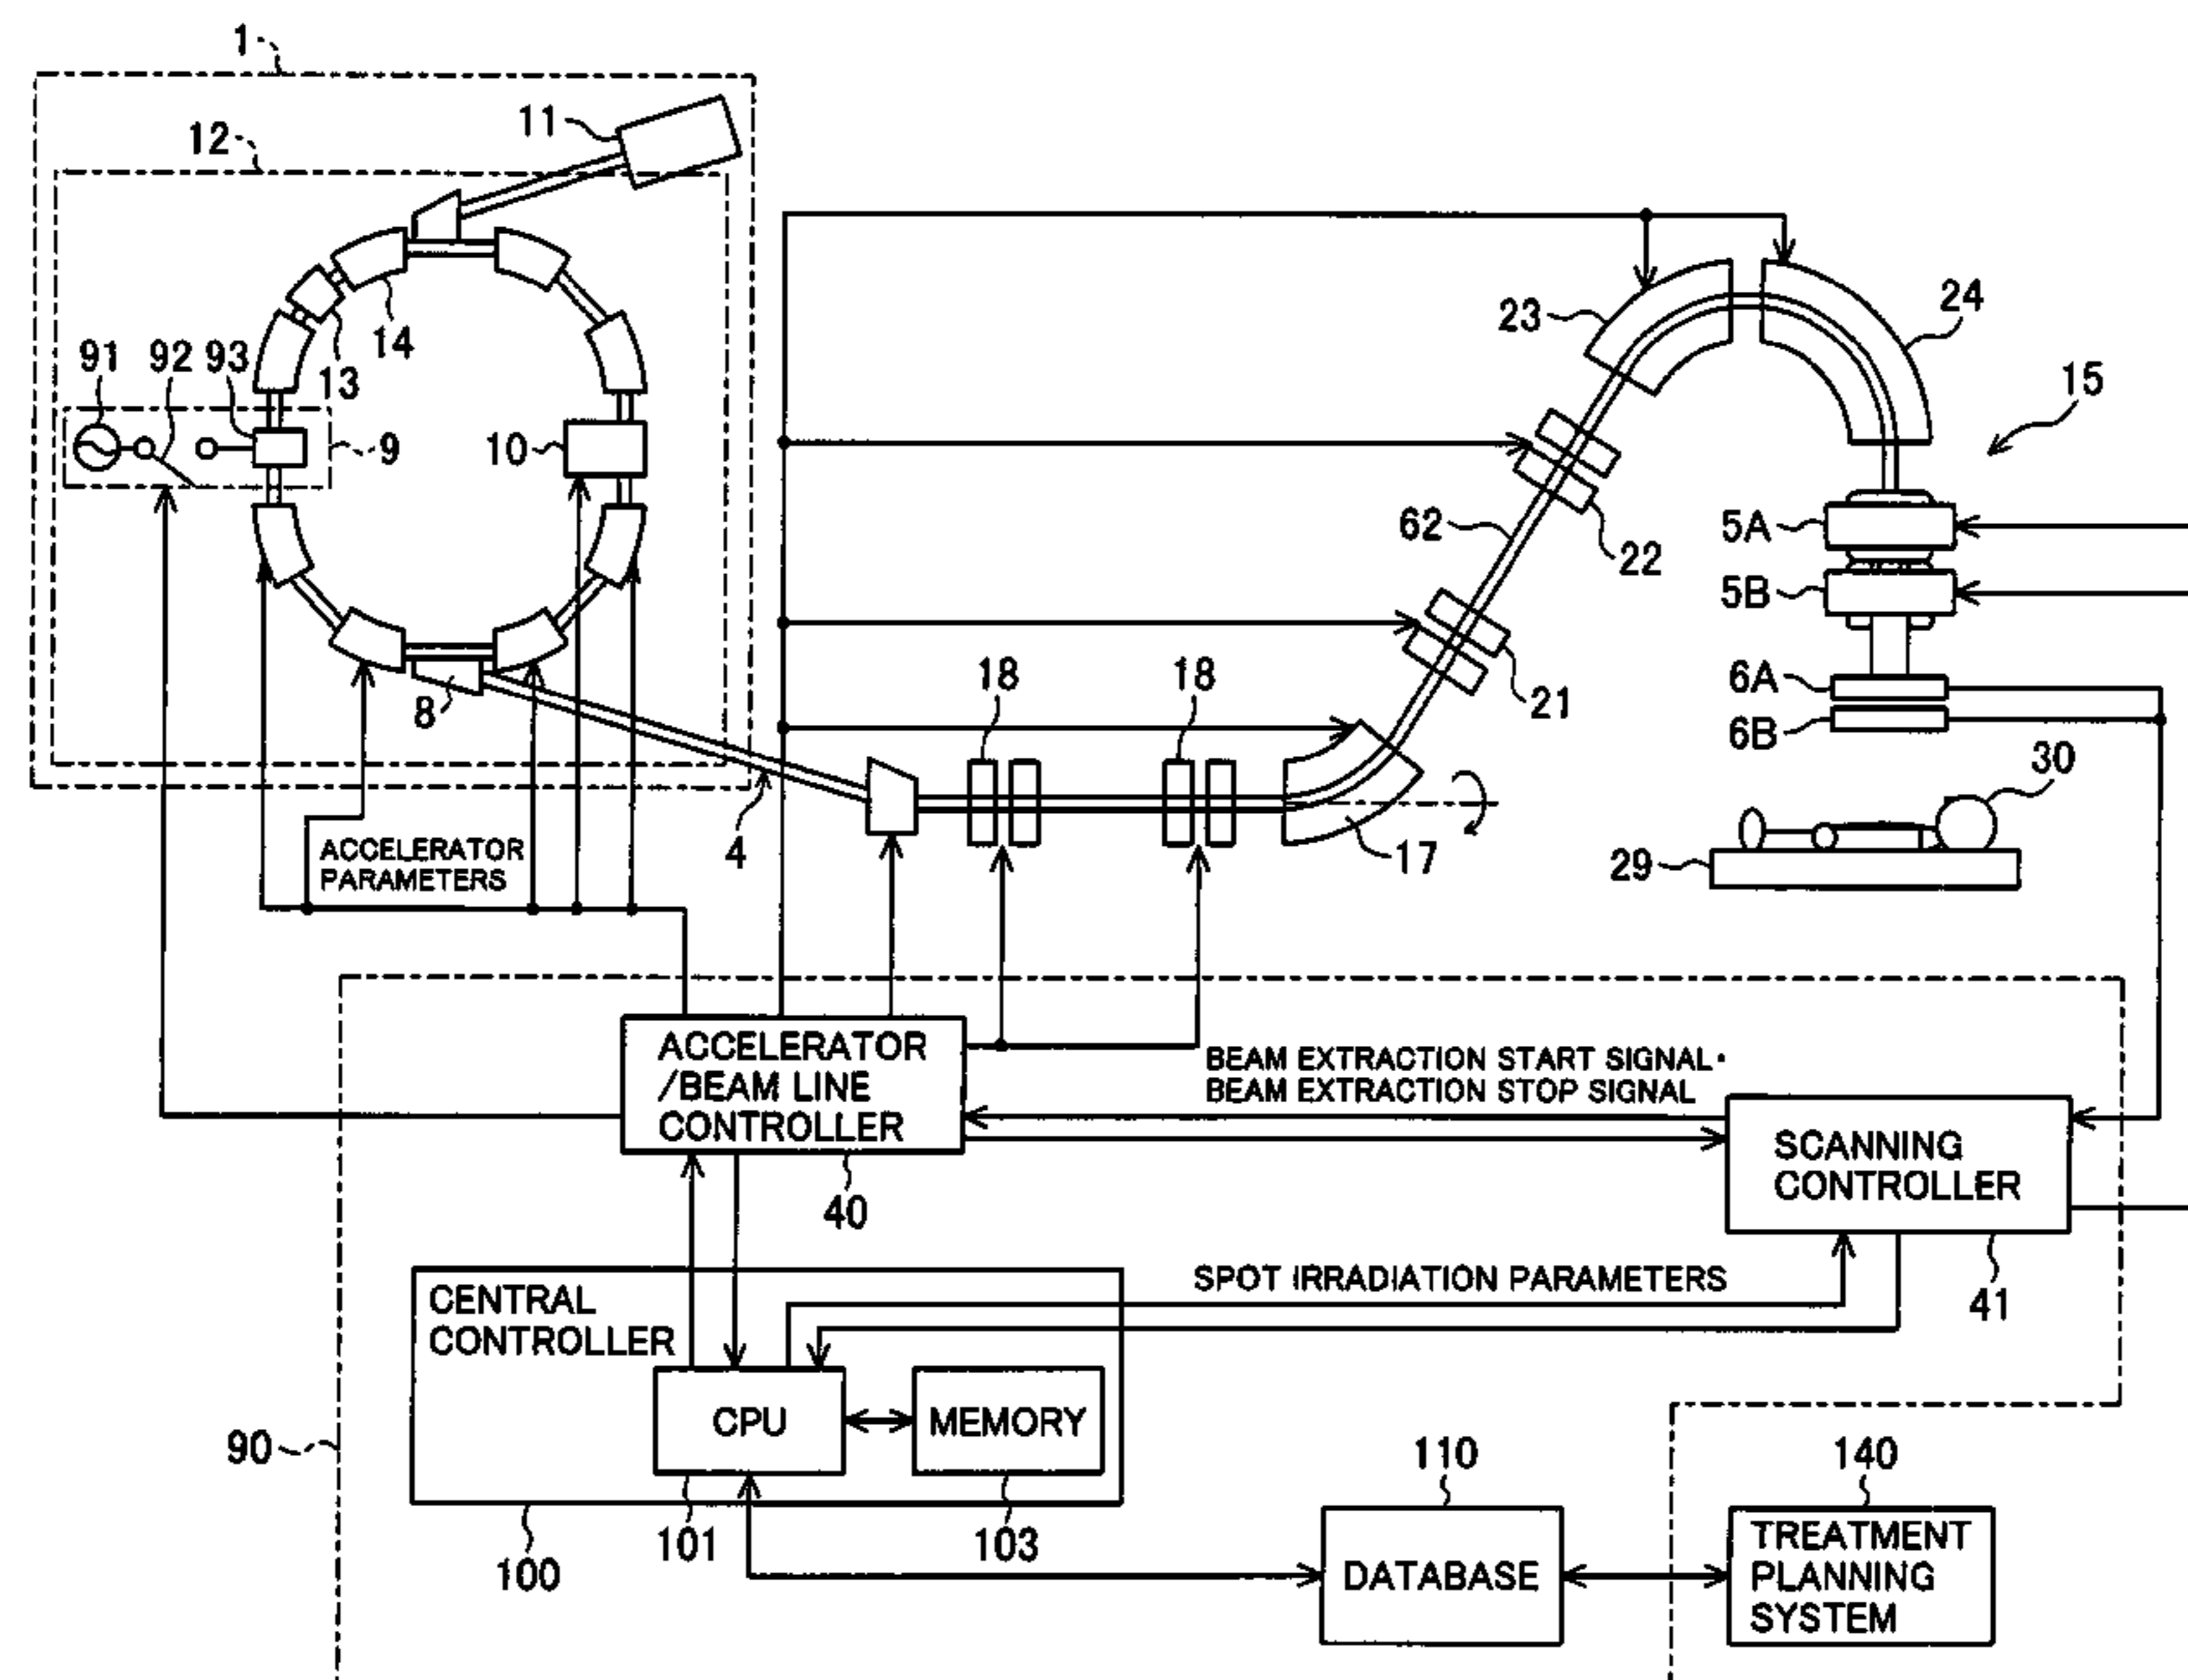 1
11
12
14
13
91 92 93
9
10
8
4
ACCELERATOR
PARAMETERS
23
24
15
62
22
21
18
18
17
5A
5B
6A
6B
30
29
ACCELERATOR
/BEAM LINE
CONTROLLER
40
BEAM EXTRACTION START SIGNAL·
BEAM EXTRACTION STOP SIGNAL
SCANNING
CONTROLLER
41
SPOT IRRADIATION PARAMETERS
CENTRAL
CONTROLLER
CPU
MEMORY
90
100
101
103
110
DATABASE
140
TREATMENT
PLANNING
SYSTEM